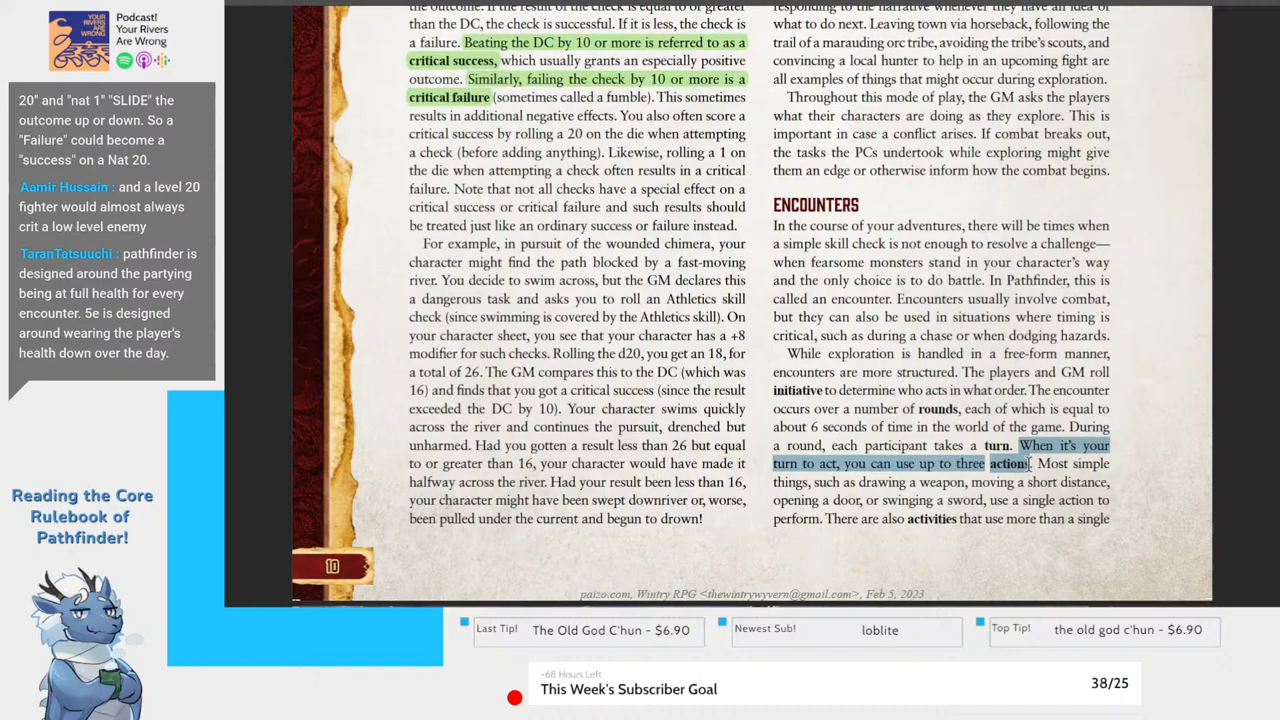 YOUR
RIVERS
ARE
WRONG
Podcast!
Your Rivers
Are Wrong
20" and "nat 1" "SLIDE" the
outcome up or down. So a
"Failure" could become a
"success" on a Nat 20.
Aamir Hussain : and a level 20
fighter would almost always
crit a low level enemy
TaranTatsuuchi : pathfinder is
designed around the partying
being at full health for every
encounter. 5e is designed
around wearing the player's
health down over the day.
Reading the Core
Rulebook of
Pathfinder!
the outcome. If the result of the check is equal to or greater
than the DC, the check is successful. If it is less, the check is
a failure. Beating the DC by 10 or more is referred to as a
critical success, which usually grants an especially positive
outcome. Similarly, failing the check by 10 or more is a
critical failure (sometimes called a fumble). This sometimes
results in additional negative effects. You also often score a
critical success by rolling a 20 on the die when attempting
a check (before adding anything). Likewise, rolling a 1 on
the die when attempting a check often results in a critical
failure. Note that not all checks have a special effect on a
critical success or critical failure and such results should
be treated just like an ordinary success or failure instead.
For example, in pursuit of the wounded chimera, your
character might find the path blocked by a fast-moving
river. You decide to swim across, but the GM declares this
a dangerous task and asks you to roll an Athletics skill
check (since swimming is covered by the Athletics skill). On
your character sheet, you see that your character has a +8
modifier for such checks. Rolling the d20, you get an 18, for
a total of 26. The GM compares this to the DC (which was
16) and finds that you got a critical success (since the result
exceeded the DC by 10). Your character swims quickly
across the river and continues the pursuit, drenched but
unharmed. Had you gotten a result less than 26 but equal
to or greater than 16, your character would have made it
halfway across the river. Had your result been less than 16,
your character might have been swept downriver or, worse,
been pulled under the current and begun to drown!
responding to the narrative whenever they have an idea of
what to do next. Leaving town via horseback, following the
trail of a marauding orc tribe, avoiding the tribe's scouts, and
convincing a local hunter to help in an upcoming fight are
all examples of things that might occur during exploration.
Throughout this mode of play, the GM asks the players
what their characters are doing as they explore. This is
important in case a conflict arises. If combat breaks out,
the tasks the PCs undertook while exploring might give
them an edge or otherwise inform how the combat begins.
ENCOUNTERS
In the course of your adventures, there will be times when
a simple skill check is not enough to resolve a challenge—
when fearsome monsters stand in your character's way
and the only choice is to do battle. In Pathfinder, this is
called an encounter. Encounters usually involve combat,
but they can also be used in situations where timing is
critical, such as during a chase or when dodging hazards.
While exploration is handled in a free-form manner,
encounters are more structured. The players and GM roll
initiative to determine who acts in what order. The encounter
occurs over a number of rounds, each of which is equal to
about 6 seconds of time in the world of the game. During
a round, each participant takes a turn. When it's your
turn to act, you can use up to three actions. Most simple
things, such as drawing a weapon, moving a short distance,
opening a door, or swinging a sword, use a single action to
perform. There are also activities that use more than a single
10
paizo.com, Wintry RPG <thewintrywyvern@gmail.com>, Feb 5, 2023
Last Tip! The Old God C'hun - $6.90
Newest Sub! loblite
Top Tip! the old god c'hun - $6.90
-68 Hours Left
This Week's Subscriber Goal
38/25